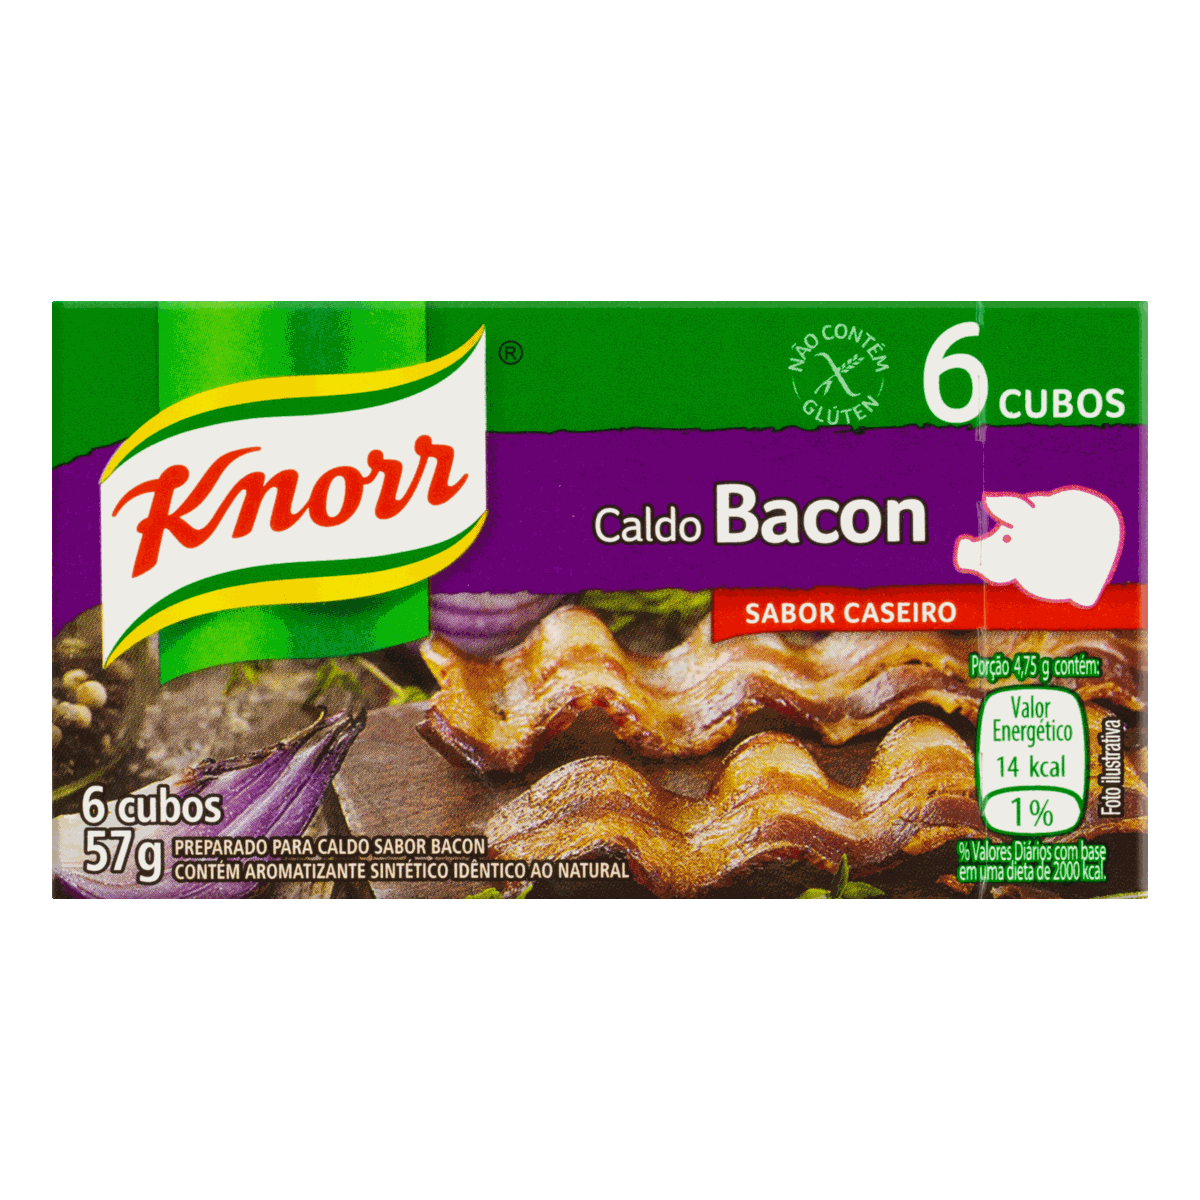 Knorr®
NÃO CONTÉM
GLÚTEN
6 CUBOS
Caldo Bacon
SABOR CASEIRO
Porção 4,75 g contém:
Valor
Energético
14 kcal
1%
% Valores Diários com base
em uma dieta de 2000 kcal.
Foto ilustrativa
6 cubos
57g
PREPARADO PARA CALDO SABOR BACON
CONTÉM AROMATIZANTE SINTÉTICO IDÊNTICO AO NATURAL